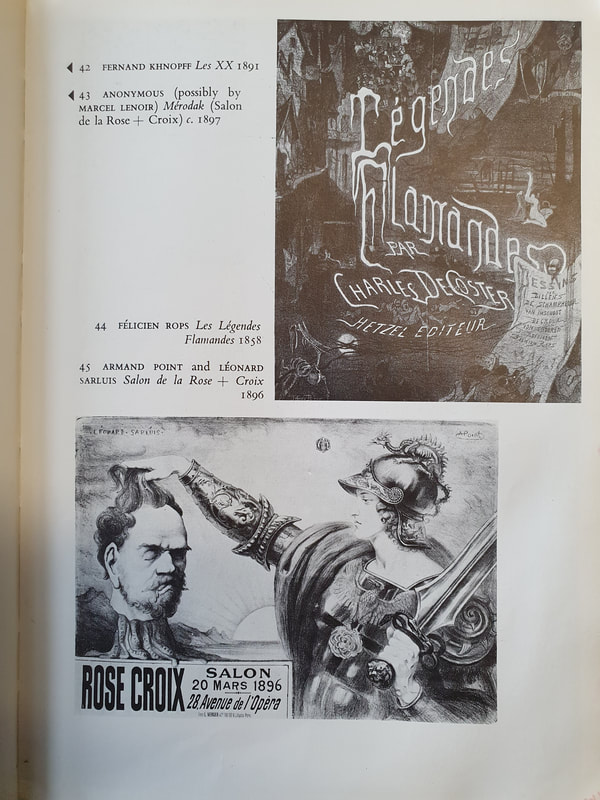 42 FERNAND KHNOPFF Les XX 1891
43 ANONYMOUS (possibly by
MARCEL LENOIR) Mérodak (Salon
de la Rose + Croix) c. 1897
Légendes
Flamandes
PAR
CHARLES DE COSTER
HETZEL EDITEUR
DESSINS
44 FÉLICIEN ROPS Les Légendes
Flamandes 1858
45 ARMAND POINT and LÉONARD
SARLUIS Salon de la Rose + Croix
1896
LÉONARD · SARLUIS ·
APoint
ROSE CROIX
SALON
20 MARS 1896
28, Avenue de l'Opéra